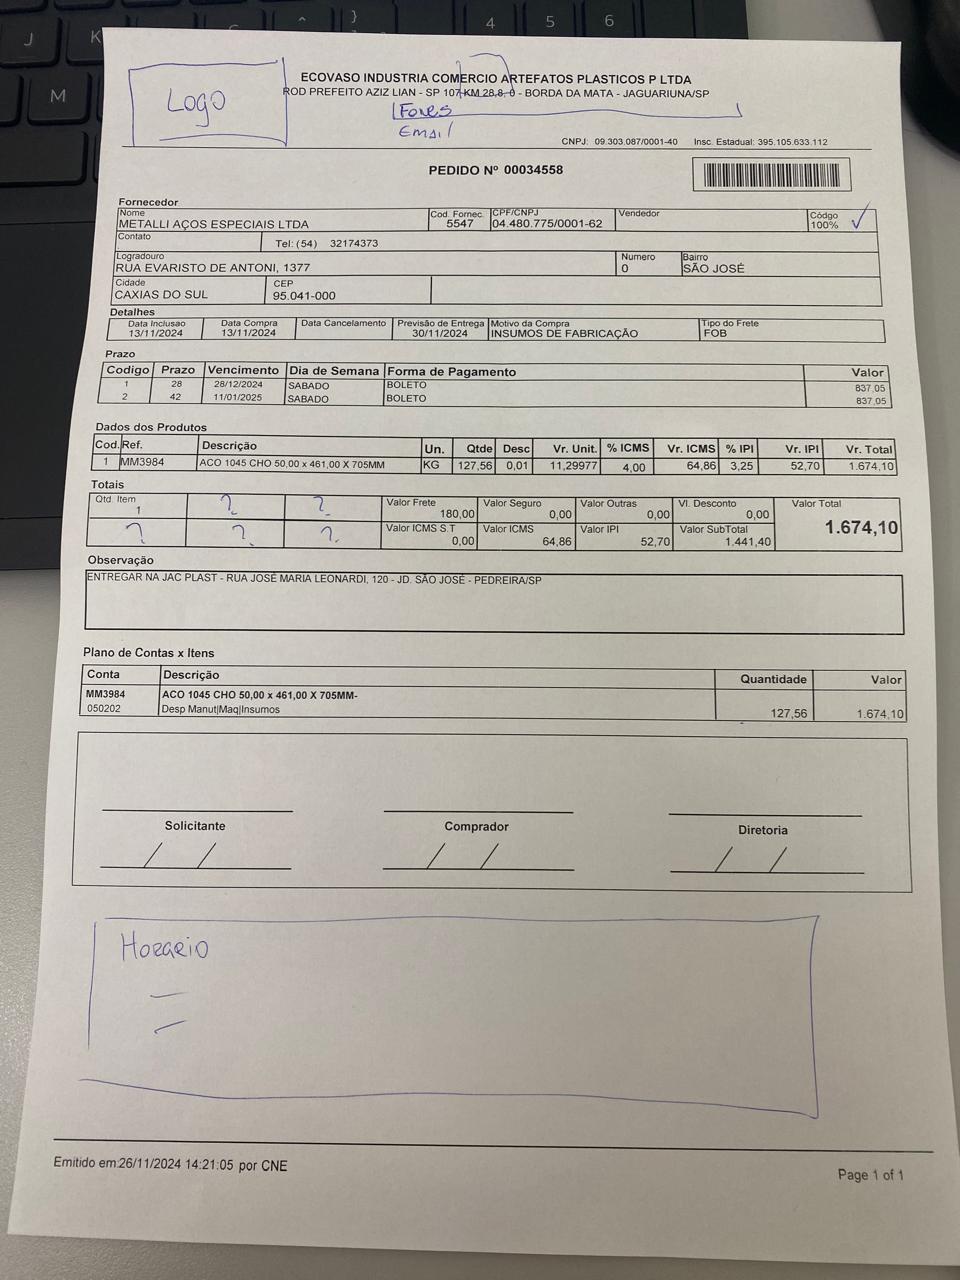 4 5 6
J K
M
LOGO
ECOVASO INDUSTRIA COMERCIO ARTEFATOS PLASTICOS P LTDA
ROD PREFEITO AZIZ LIAN - SP 107 KM 28,8, 0 - BORDA DA MATA - JAGUARIUNA/SP
Fones
Email
CNPJ: 09.303.087/0001-40 Insc. Estadual: 395.105.633.112
PEDIDO Nº 00034558
Fornecedor
Nome Cod. Fornec. CPF/CNPJ Vendedor Códgo
METALLI AÇOS ESPECIAIS LTDA 5547 04.480.775/0001-62 100%
Contato Tel: (54) 32174373
Logradouro Numero Bairro
RUA EVARISTO DE ANTONI, 1377 0 SÃO JOSÉ
Cidade CEP
CAXIAS DO SUL 95.041-000
Detalhes
Data Inclusao Data Compra Data Cancelamento Previsão de Entrega Motivo da Compra Tipo do Frete
13/11/2024 13/11/2024 30/11/2024 INSUMOS DE FABRICAÇÃO FOB
Prazo
Codigo Prazo Vencimento Dia de Semana Forma de Pagamento Valor
1 28 28/12/2024 SABADO BOLETO 837,05
2 42 11/01/2025 SABADO BOLETO 837,05
Dados dos Produtos
Cod. Ref. Descrição Un. Qtde Desc Vr. Unit. % ICMS Vr. ICMS % IPI Vr. IPI Vr. Total
1 MM3984 ACO 1045 CHO 50,00 x 461,00 X 705MM KG 127,56 0,01 11,29977 4,00 64,86 3,25 52,70 1.674,10
Totais
Qtd. Item ? ? Valor Frete Valor Seguro Valor Outras Vl. Desconto Valor Total
1 180,00 0,00 0,00 0,00 1.674,10
? ? ? Valor ICMS S.T Valor ICMS Valor IPI Valor SubTotal
0,00 64,86 52,70 1.441,40
Observação
ENTREGAR NA JAC PLAST - RUA JOSÉ MARIA LEONARDI, 120 - JD. SÃO JOSÉ - PEDREIRA/SP
Plano de Contas x Itens
Conta Descrição Quantidade Valor
MM3984 ACO 1045 CHO 50,00 x 461,00 X 705MM-
050202 Desp Manut|Maq|Insumos 127,56 1.674,10
Solicitante Comprador Diretoria
/ / / / / /
Horario
Emitido em:26/11/2024 14:21:05 por CNE
Page 1 of 1